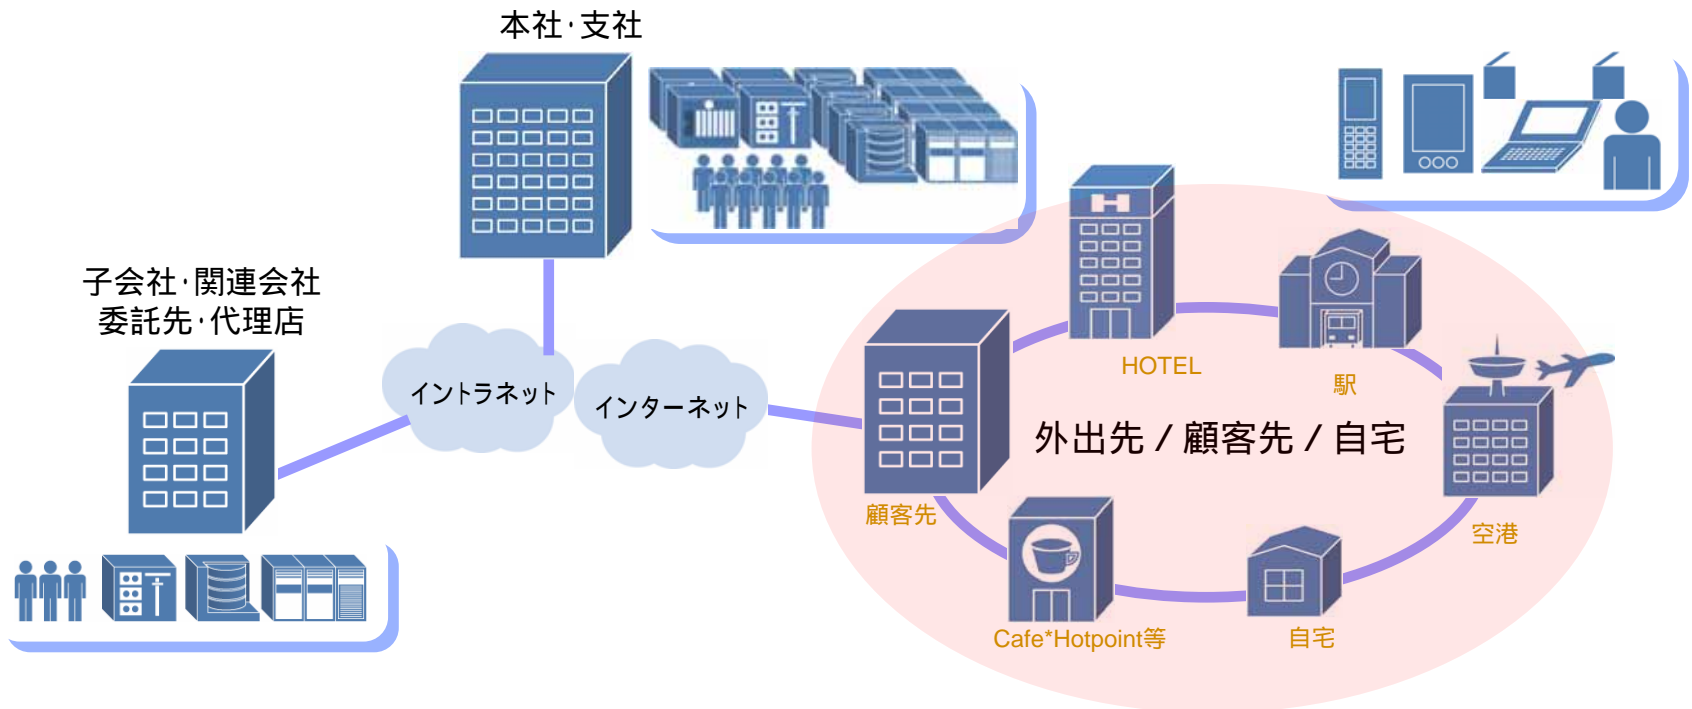 本社･支社
子会社･関連会社
委託先･代理店
イントラネット
インターネット
HOTEL
駅
外出先 / 顧客先 / 自宅
顧客先
空港
Cafe*Hotpoint等
自宅